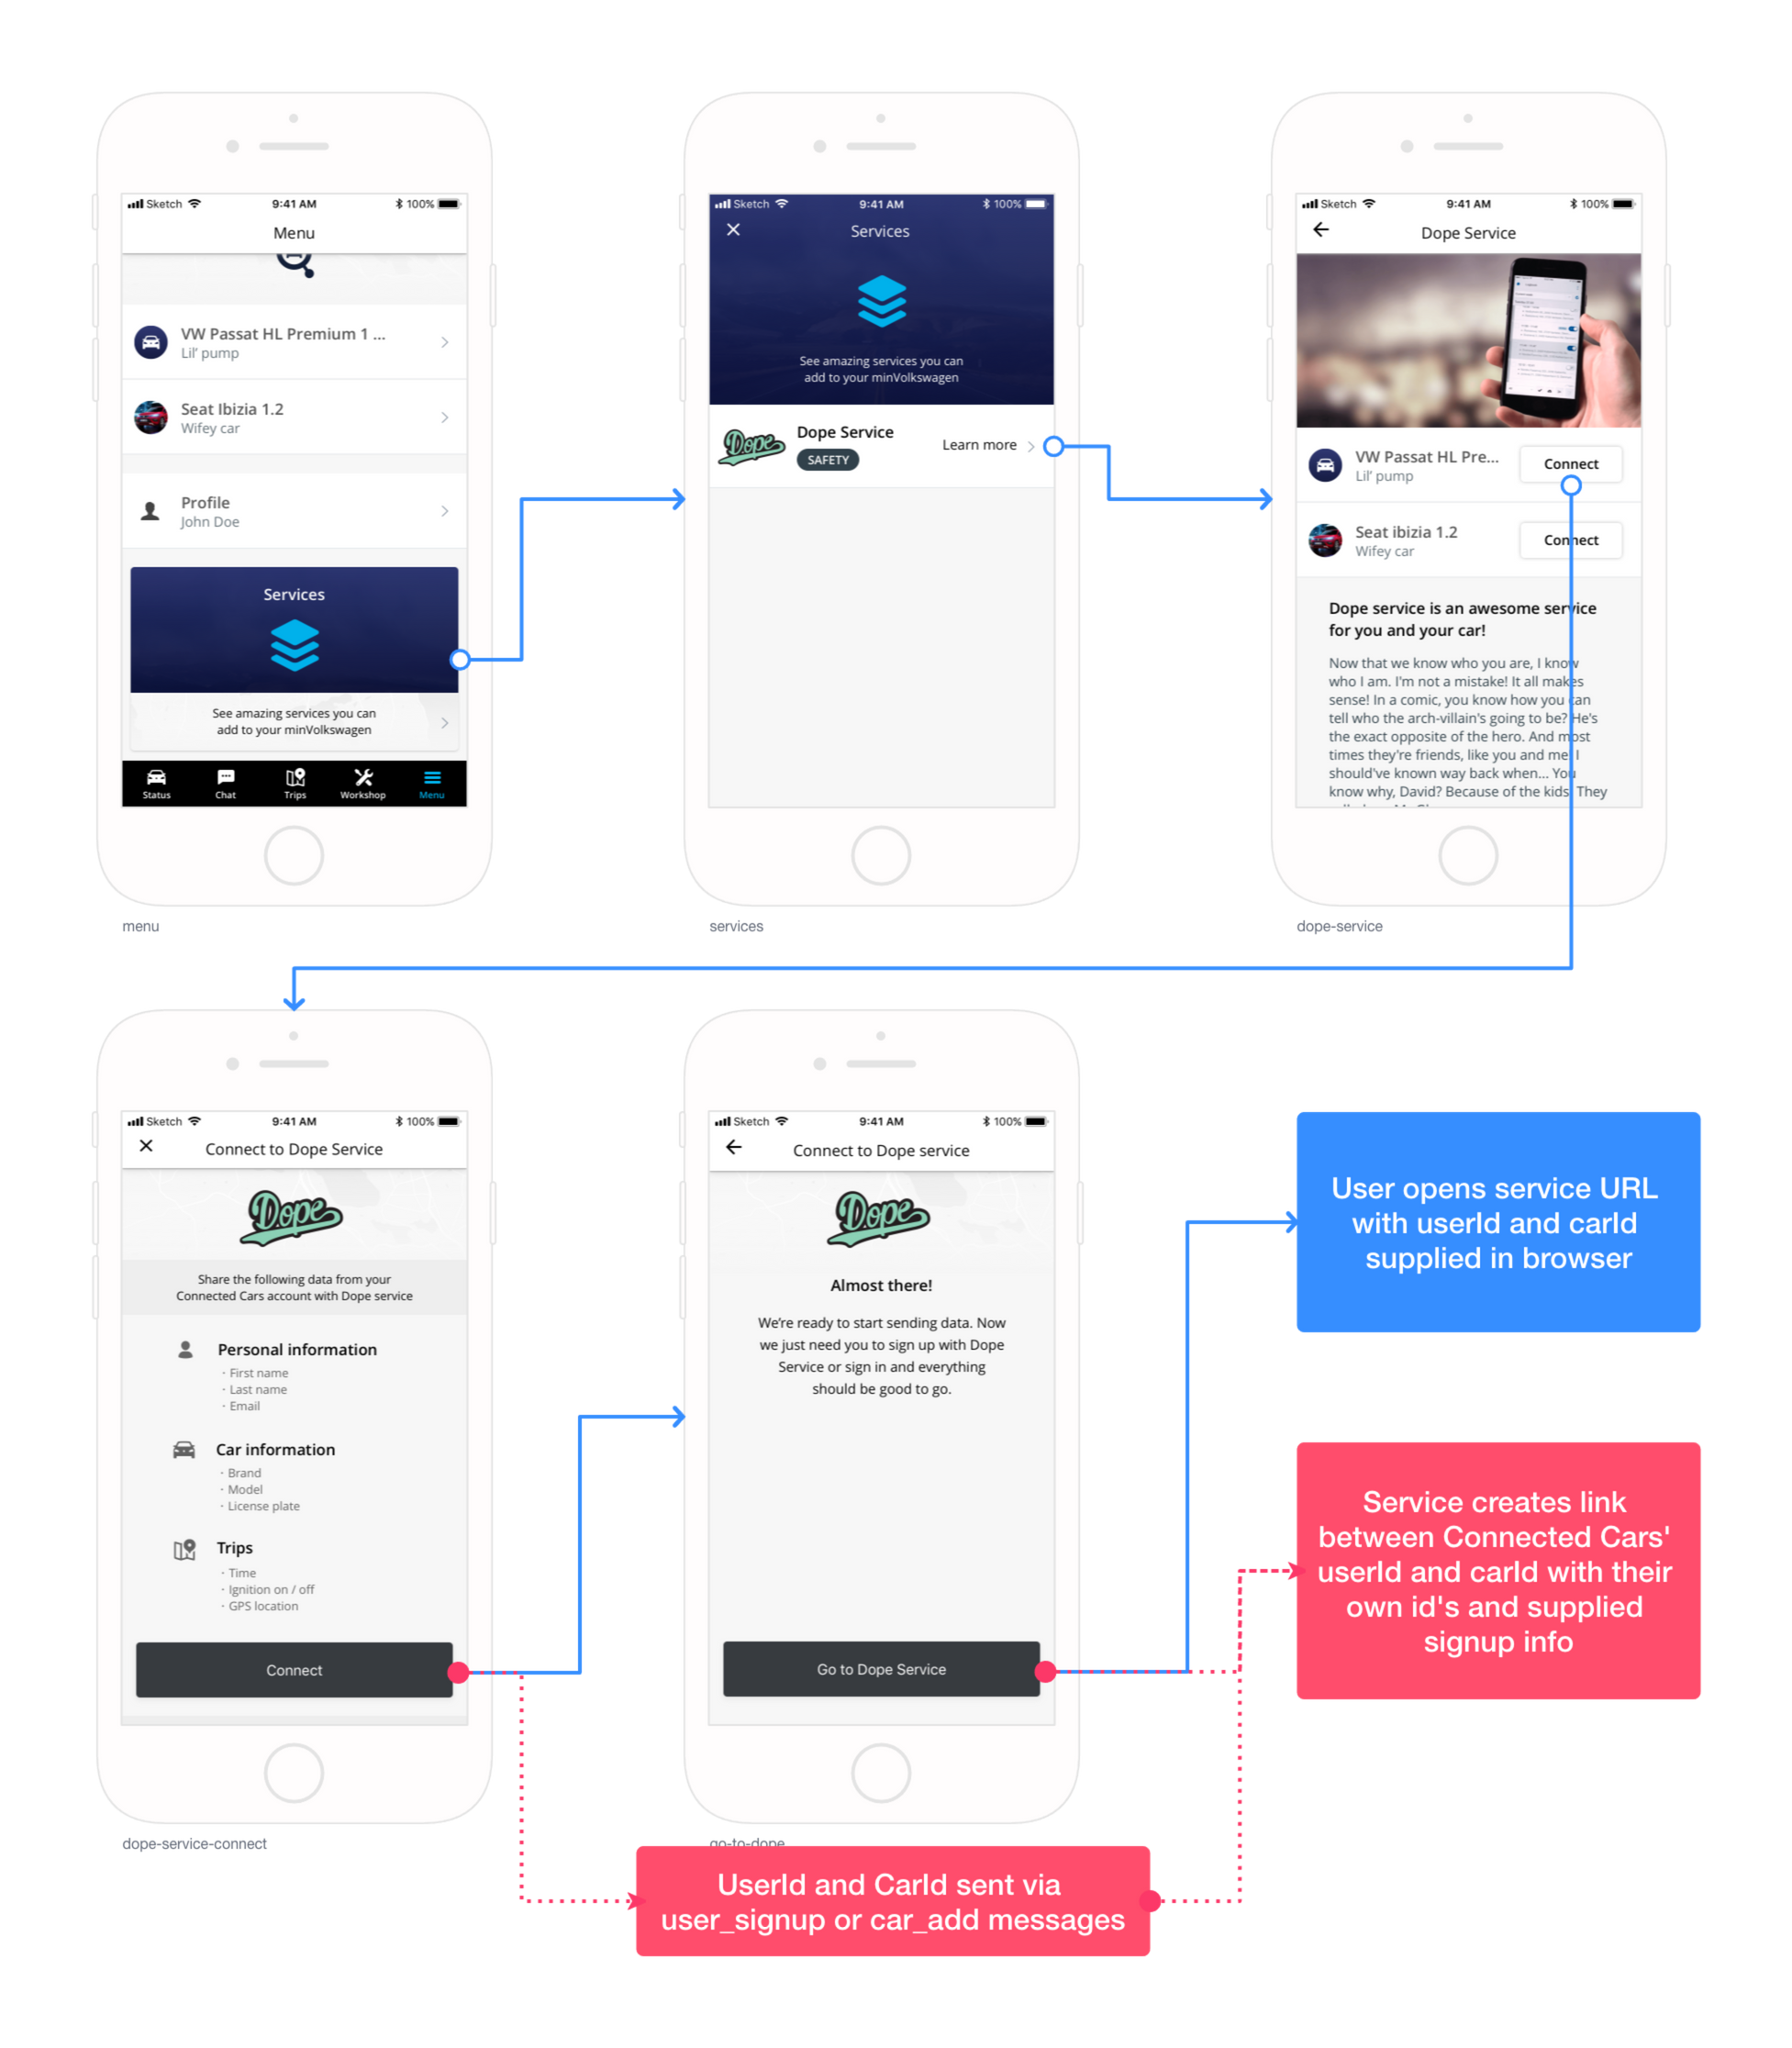 Sketch 9:41 AM 100%
Menu
VW Passat HL Premium 1 ...
Lil' pump
Seat Ibizia 1.2
Wifey car
Profile
John Doe
Services
See amazing services you can
add to your minVolkswagen
Status Chat Trips Workshop Menu
menu
Sketch 9:41 AM 100%
Services
See amazing services you can
add to your minVolkswagen
Dope
Dope Service
SAFETY
Learn more
services
Sketch 9:41 AM 100%
Dope Service
VW Passat HL Pre...
Lil' pump
Connect
Seat ibizia 1.2
Wifey car
Connect
Dope service is an awesome service
for you and your car!
Now that we know who you are, I know
who I am. I'm not a mistake! It all makes
sense! In a comic, you know how you can
tell who the arch-villain's going to be? He's
the exact opposite of the hero. And most
times they're friends, like you and me! I
should've known way back when... You
know why, David? Because of the kids. They
dope-service
Sketch 9:41 AM 100%
Connect to Dope Service
Dope
Share the following data from your
Connected Cars account with Dope service
Personal information
· First name
· Last name
· Email
Car information
· Brand
· Model
· License plate
Trips
· Time
· Ignition on / off
· GPS location
Connect
dope-service-connect
Sketch 9:41 AM 100%
Connect to Dope service
Dope
Almost there!
We're ready to start sending data. Now
we just need you to sign up with Dope
Service or sign in and everything
should be good to go.
Go to Dope Service
go-to-dope
User opens service URL
with userId and carId
supplied in browser
Service creates link
between Connected Cars'
userId and carId with their
own id's and supplied
signup info
UserId and CarId sent via
user_signup or car_add messages